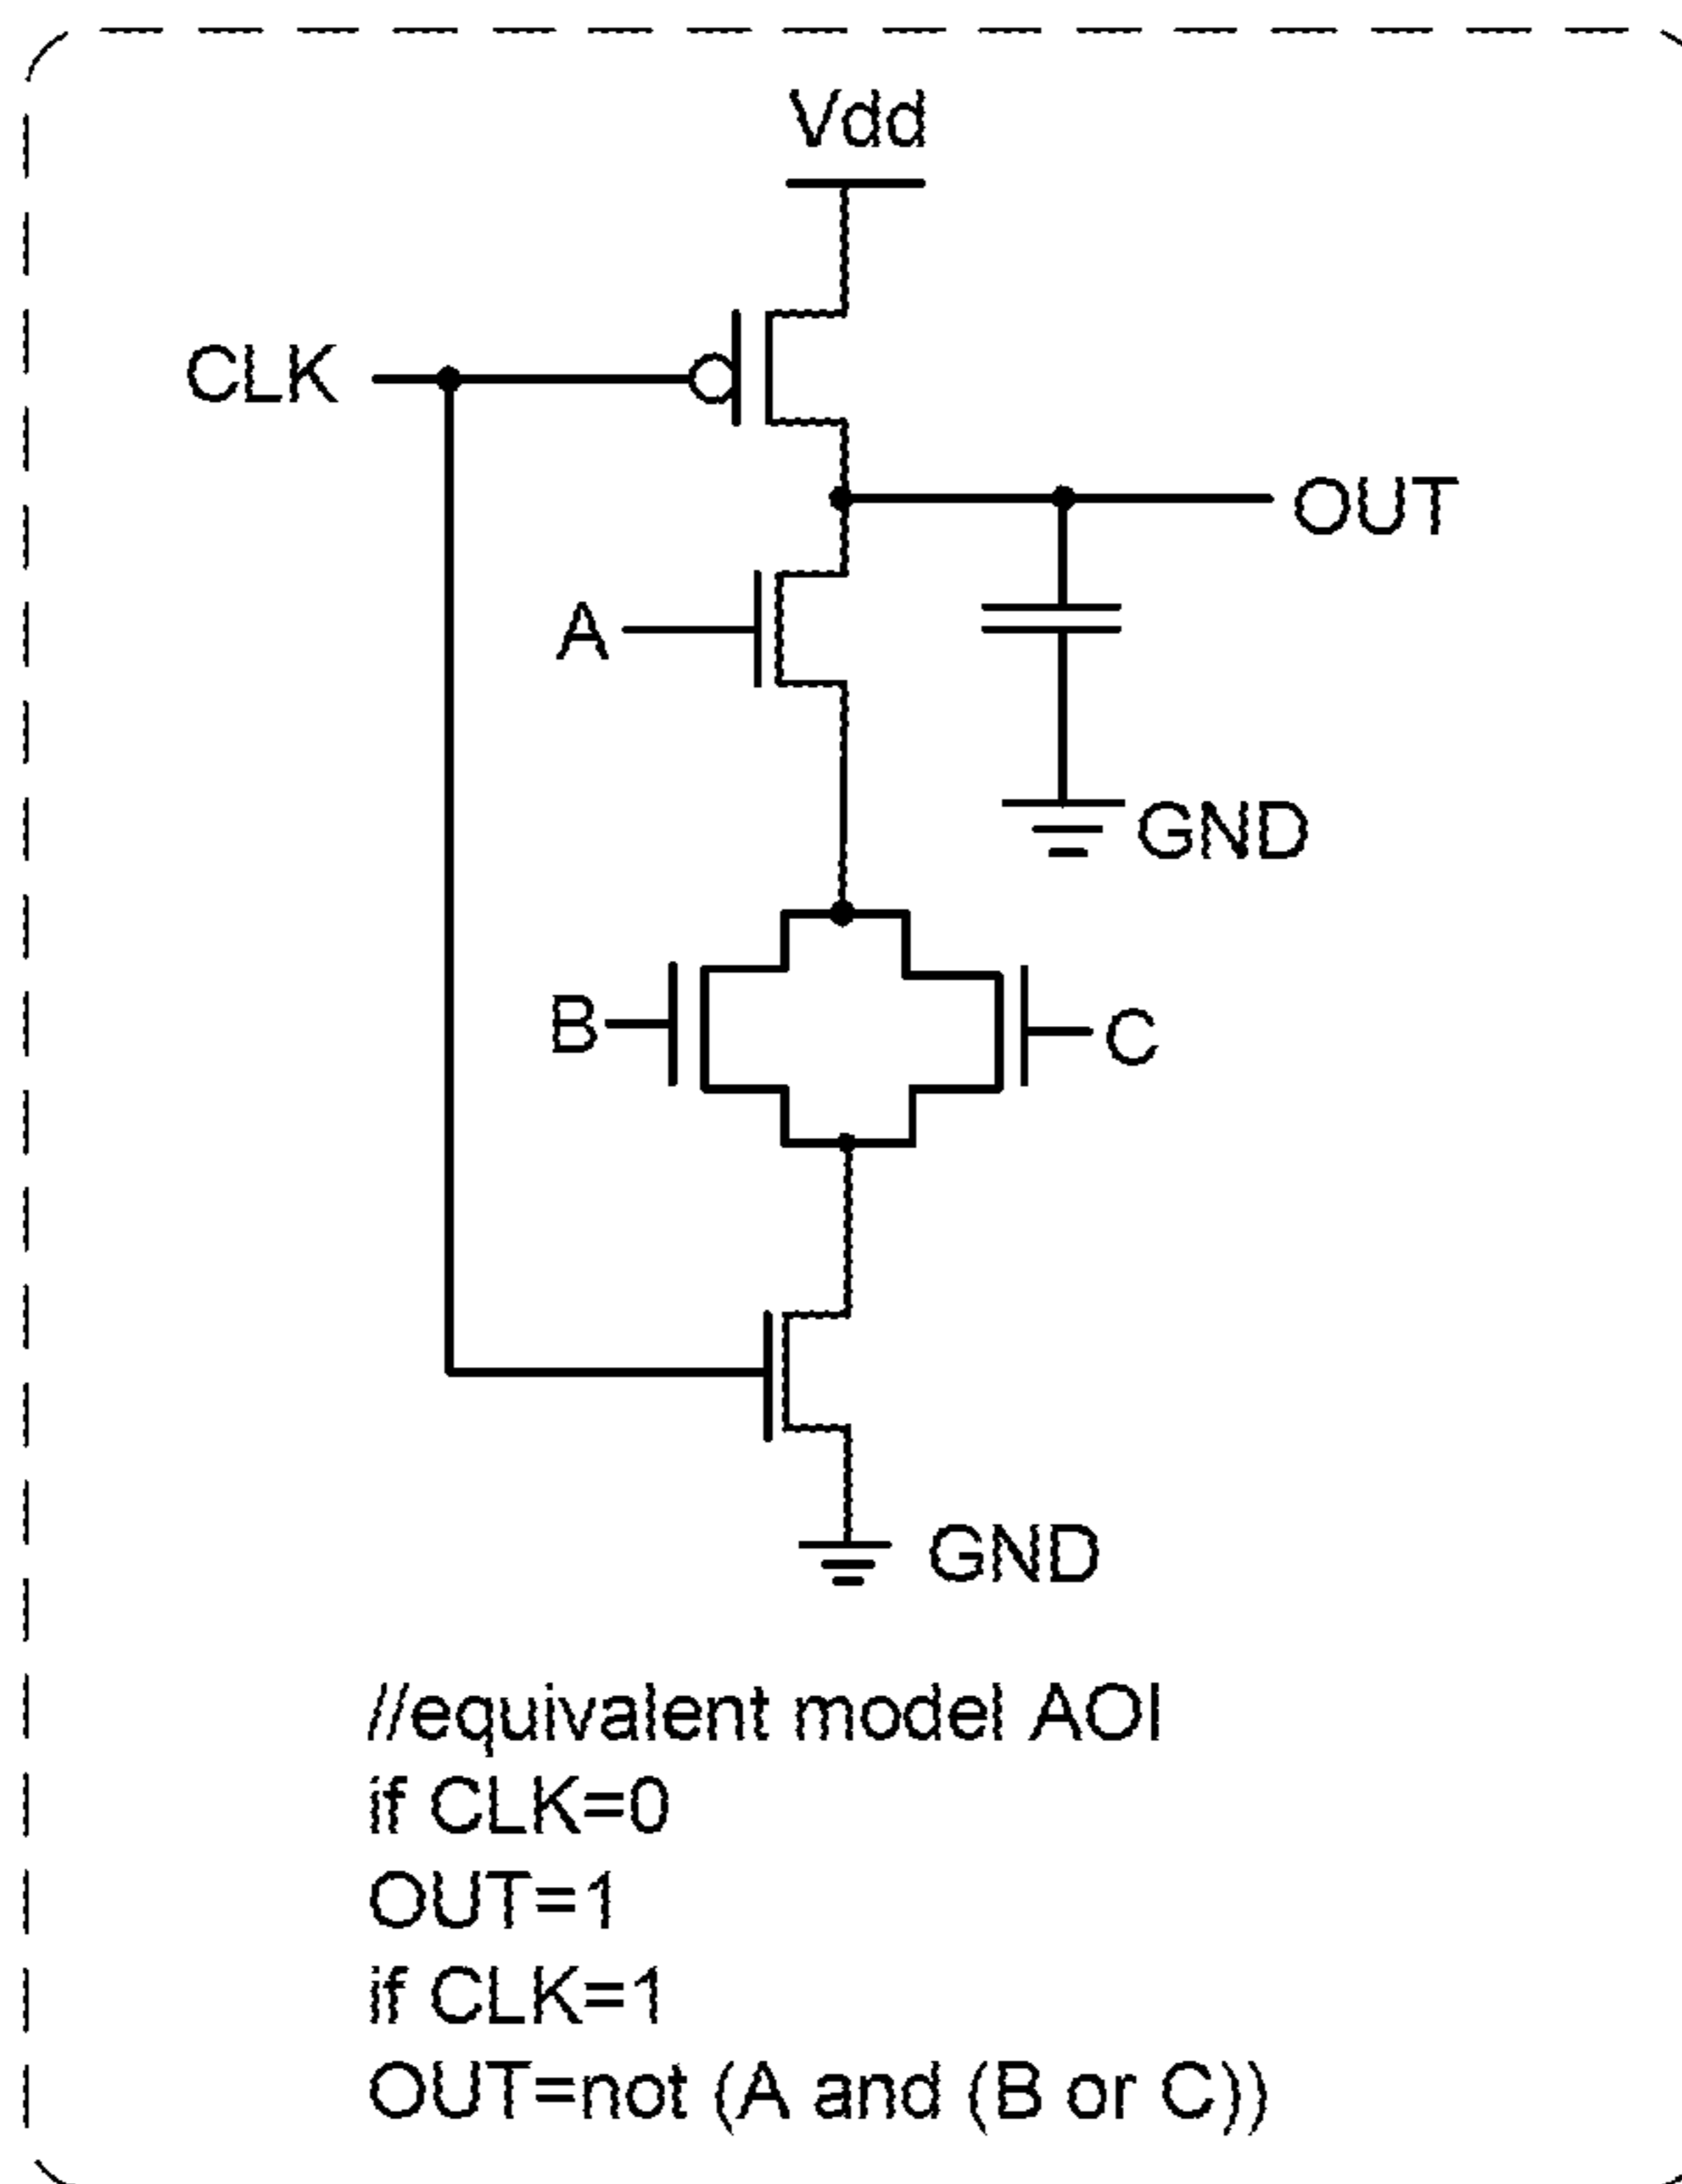 Vdd
CLK
OUT
A
GND
B
C
GND
//equivalent model AOI
if CLK=0
OUT=1
if CLK=1
OUT=not (A and (B or C))